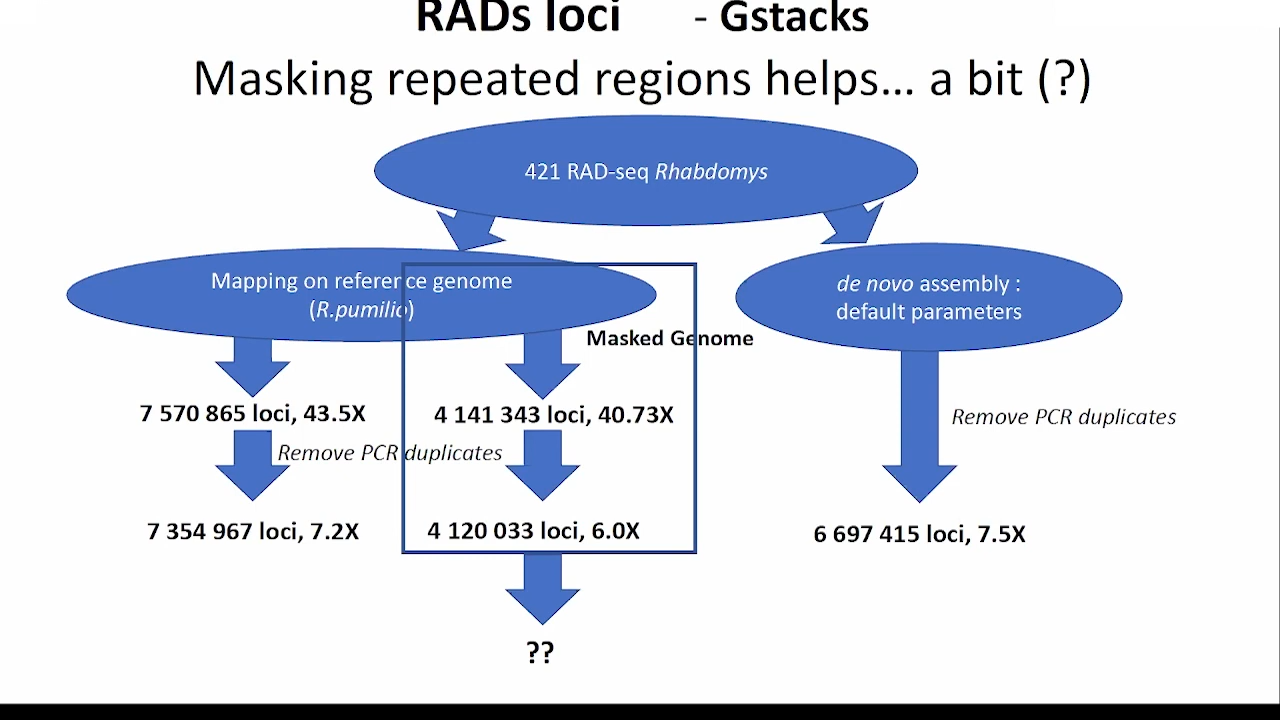 RADs loci - Gstacks
Masking repeated regions helps... a bit (?)
421 RAD-seq Rhabdomys
Mapping on reference genome
(R.pumilio)
de novo assembly :
default parameters
Masked Genome
7 570 865 loci, 43.5X
4 141 343 loci, 40.73X
Remove PCR duplicates
Remove PCR duplicates
7 354 967 loci, 7.2X
4 120 033 loci, 6.0X
6 697 415 loci, 7.5X
??